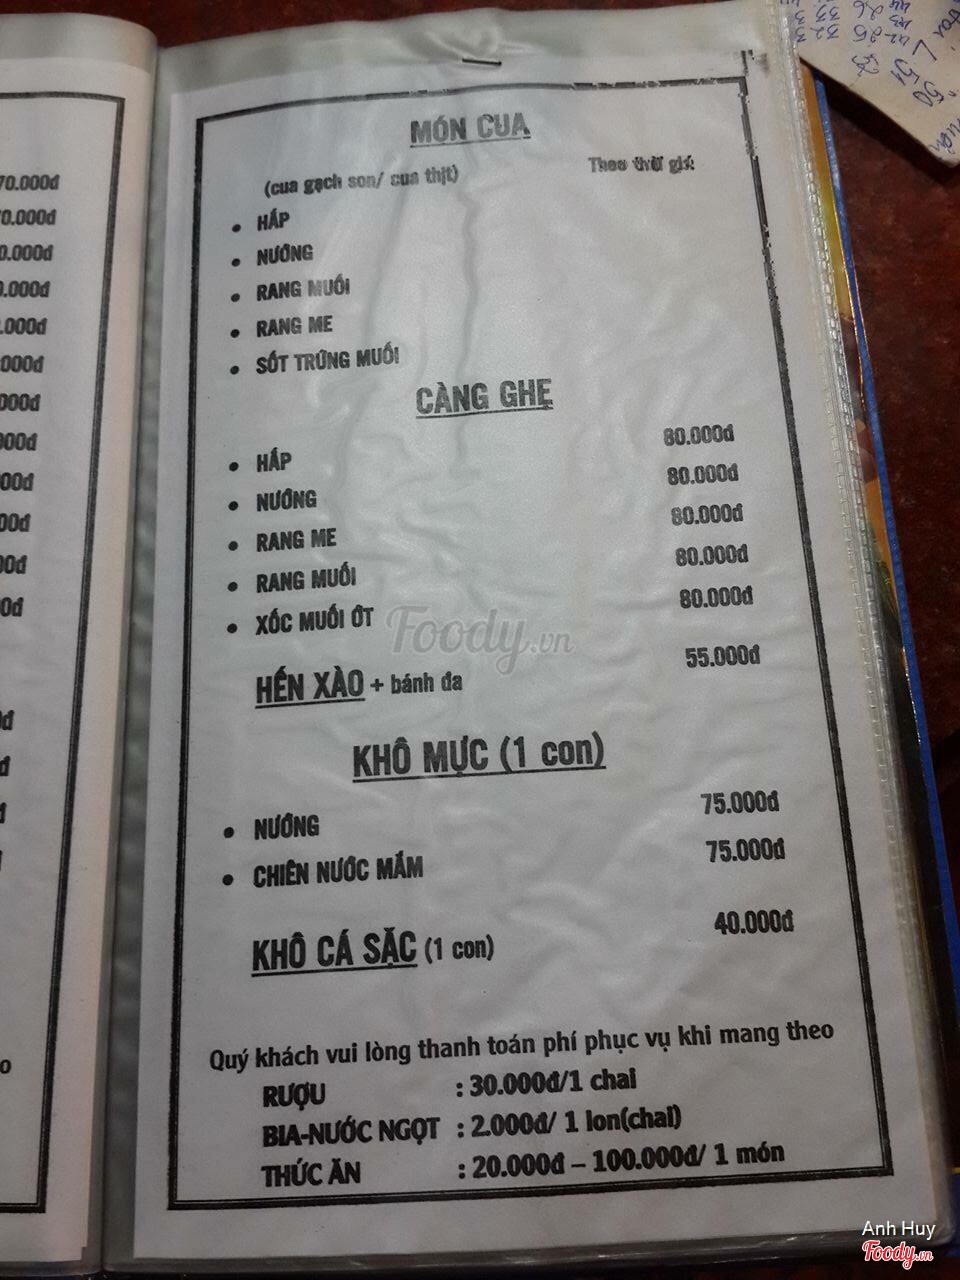 MÓN CUA
(cua gạch son/ cua thịt) Theo thời giá
• HẤP
• NƯỚNG
• RANG MUỐI
• RANG ME
• SỐT TRỨNG MUỐI
CÀNG GHẸ
• HẤP 80.000đ
• NƯỚNG 80.000đ
• RANG ME 80.000đ
• RANG MUỐI 80.000đ
• XÓC MUỐI ỚT 80.000đ
HẾN XÀO + bánh đa 55.000đ
KHÔ MỰC (1 con)
• NƯỚNG 75.000đ
• CHIÊN NƯỚC MẮM 75.000đ
KHÔ CÁ SẶC (1 con) 40.000đ
Quý khách vui lòng thanh toán phí phục vụ khi mang theo
RƯỢU : 30.000đ/1 chai
BIA-NƯỚC NGỌT : 2.000đ/ 1 lon(chai)
THỨC ĂN : 20.000đ – 100.000đ/ 1 món
Foody.vn
Anh Huy
Foody.vn